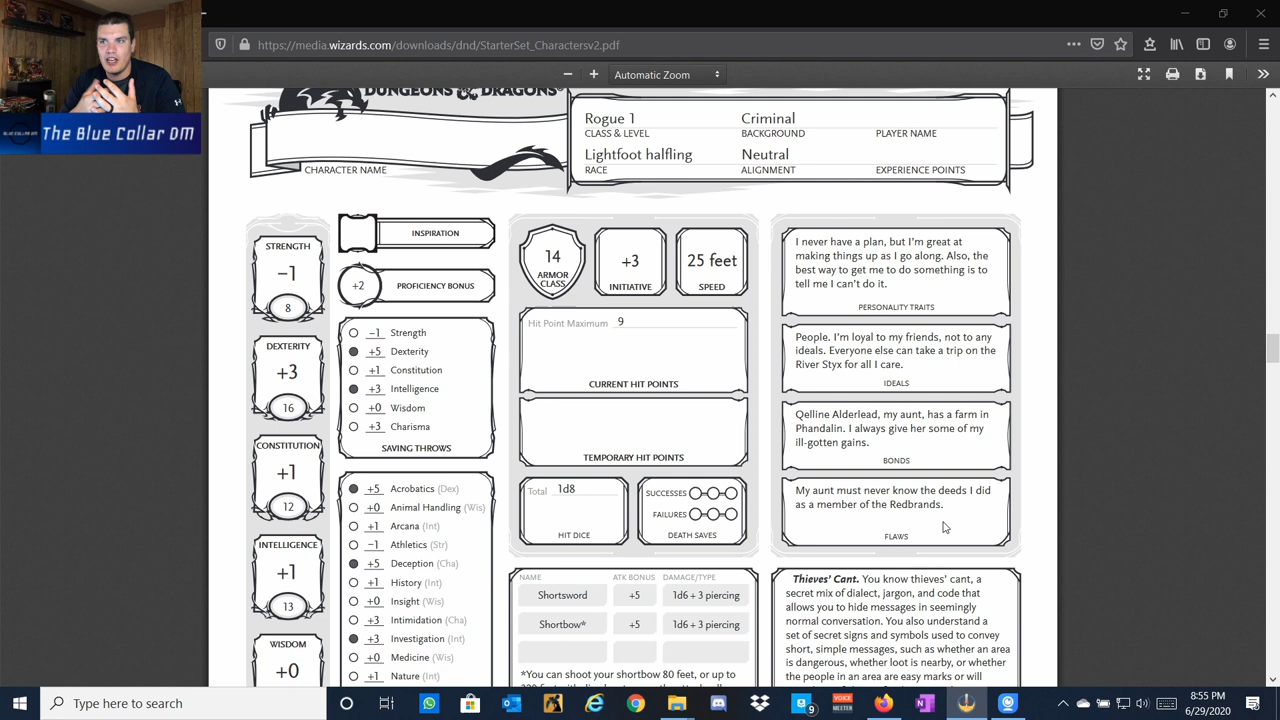 https://media.wizards.com/downloads/dnd/StarterSet_Charactersv2.pdf
Automatic Zoom
The Blue Collar DM
DUNGEONS & DRAGONS®
CHARACTER NAME
Rogue 1
Criminal
CLASS & LEVEL
BACKGROUND
PLAYER NAME
Lightfoot halfling
Neutral
RACE
ALIGNMENT
EXPERIENCE POINTS
STRENGTH
−1
8
DEXTERITY
+3
16
CONSTITUTION
+1
12
INTELLIGENCE
+1
13
WISDOM
+0
INSPIRATION
+2 PROFICIENCY BONUS
−1 Strength
+5 Dexterity
+1 Constitution
+3 Intelligence
+0 Wisdom
+3 Charisma
SAVING THROWS
+5 Acrobatics (Dex)
+0 Animal Handling (Wis)
+1 Arcana (Int)
−1 Athletics (Str)
+5 Deception (Cha)
+1 History (Int)
+0 Insight (Wis)
+3 Intimidation (Cha)
+3 Investigation (Int)
+0 Medicine (Wis)
+1 Nature (Int)
14
ARMOR
CLASS
+3
INITIATIVE
25 feet
SPEED
Hit Point Maximum 9
CURRENT HIT POINTS
TEMPORARY HIT POINTS
Total 1d8
HIT DICE
SUCCESSES
FAILURES
DEATH SAVES
NAME ATK BONUS DAMAGE/TYPE
Shortsword +5 1d6 + 3 piercing
Shortbow* +5 1d6 + 3 piercing
*You can shoot your shortbow 80 feet, or up to
I never have a plan, but I'm great at
making things up as I go along. Also, the
best way to get me to do something is to
tell me I can't do it.
PERSONALITY TRAITS
People. I'm loyal to my friends, not to any
ideals. Everyone else can take a trip on the
River Styx for all I care.
IDEALS
Qelline Alderlead, my aunt, has a farm in
Phandalin. I always give her some of my
ill-gotten gains.
BONDS
My aunt must never know the deeds I did
as a member of the Redbrands.
FLAWS
Thieves' Cant. You know thieves' cant, a
secret mix of dialect, jargon, and code that
allows you to hide messages in seemingly
normal conversation. You also understand a
set of secret signs and symbols used to convey
short, simple messages, such as whether an area
is dangerous, whether loot is nearby, or whether
the people in an area are easy marks or will
Type here to search
9
VOICE
MEETER
8:55 PM
6/29/2020